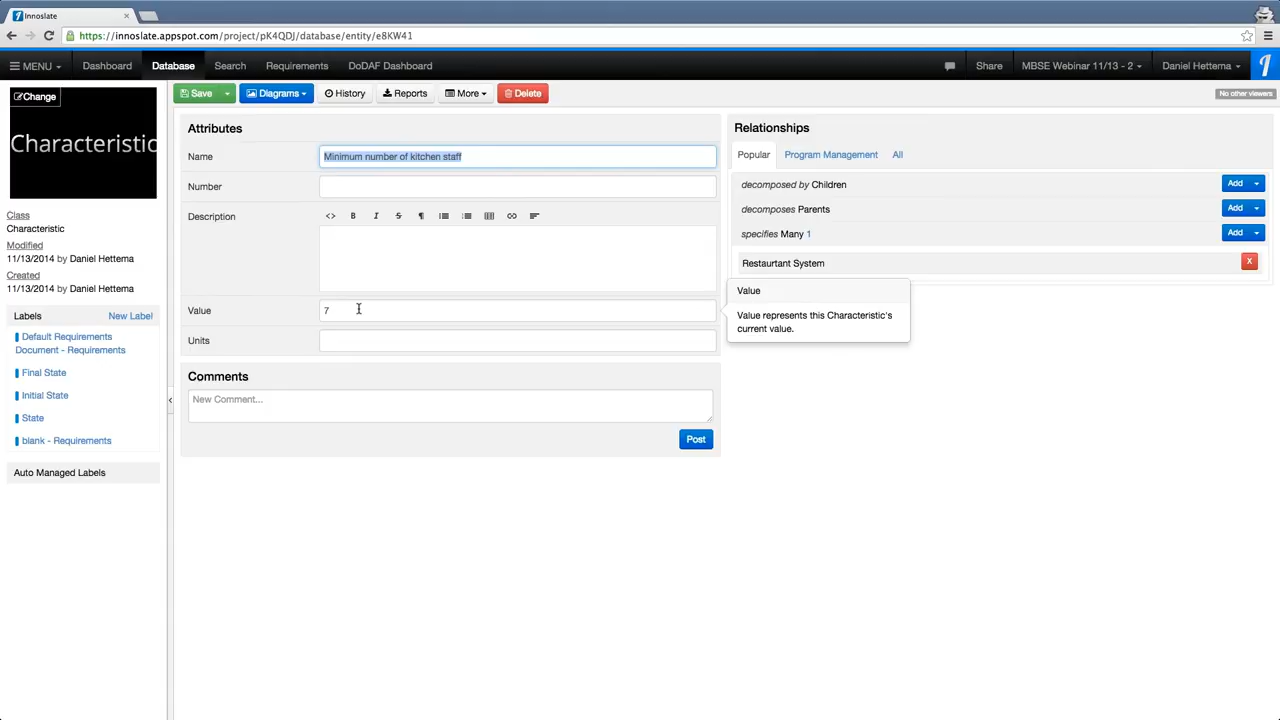 Innoslate
https://innoslate.appspot.com/project/pK4QDJ/database/entity/e8KW41
MENU
Dashboard
Database
Search
Requirements
DoDAF Dashboard
Share
MBSE Webinar 11/13 - 2
Daniel Hettema
Change
Characteristic
Save
Diagrams
History
Reports
More
Delete
No other viewers
Class
Characteristic
Modified
11/13/2014 by Daniel Hettema
Created
11/13/2014 by Daniel Hettema
Labels
New Label
Default Requirements
Document - Requirements
Final State
Initial State
State
blank - Requirements
Auto Managed Labels
Attributes
Name
Minimum number of kitchen staff
Number
Description
Value
7
Units
Comments
New Comment...
Post
Relationships
Popular
Program Management
All
decomposed by Children
Add
decomposes Parents
Add
specifies Many 1
Add
Restaurtant System
X
Value
Value represents this Characteristic's
current value.